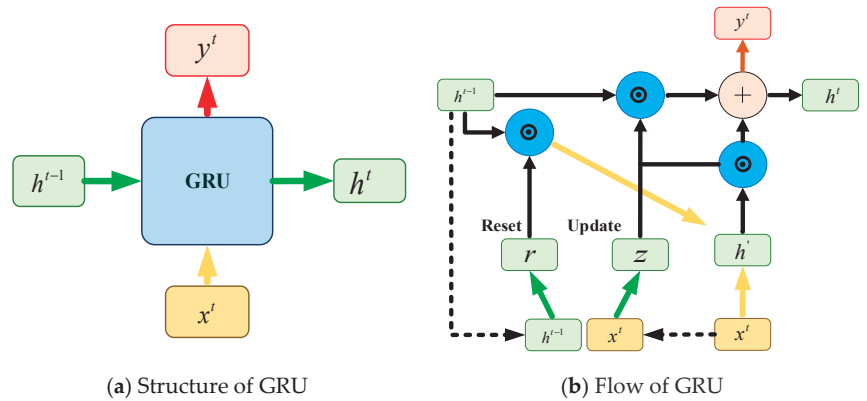 y^t
h^{t-1}
GRU
h^t
x^t
(a) Structure of GRU
y^t
h^{t-1}
⊙
+
h^t
⊙
⊙
Reset
Update
r
z
h'
h^{t-1}
x^t
x^t
(b) Flow of GRU